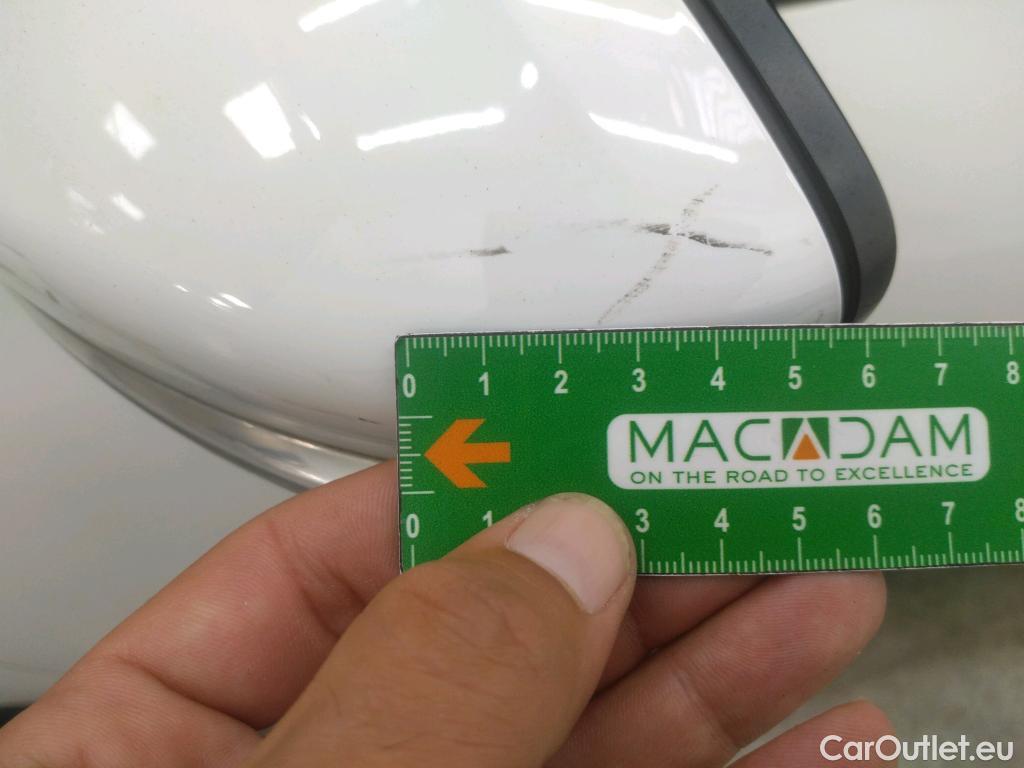 0 1 2 3 4 5 6 7 8
MACADAM
ON THE ROAD TO EXCELLENCE
0 1 3 4 5 6 7 8
CarOutlet.eu